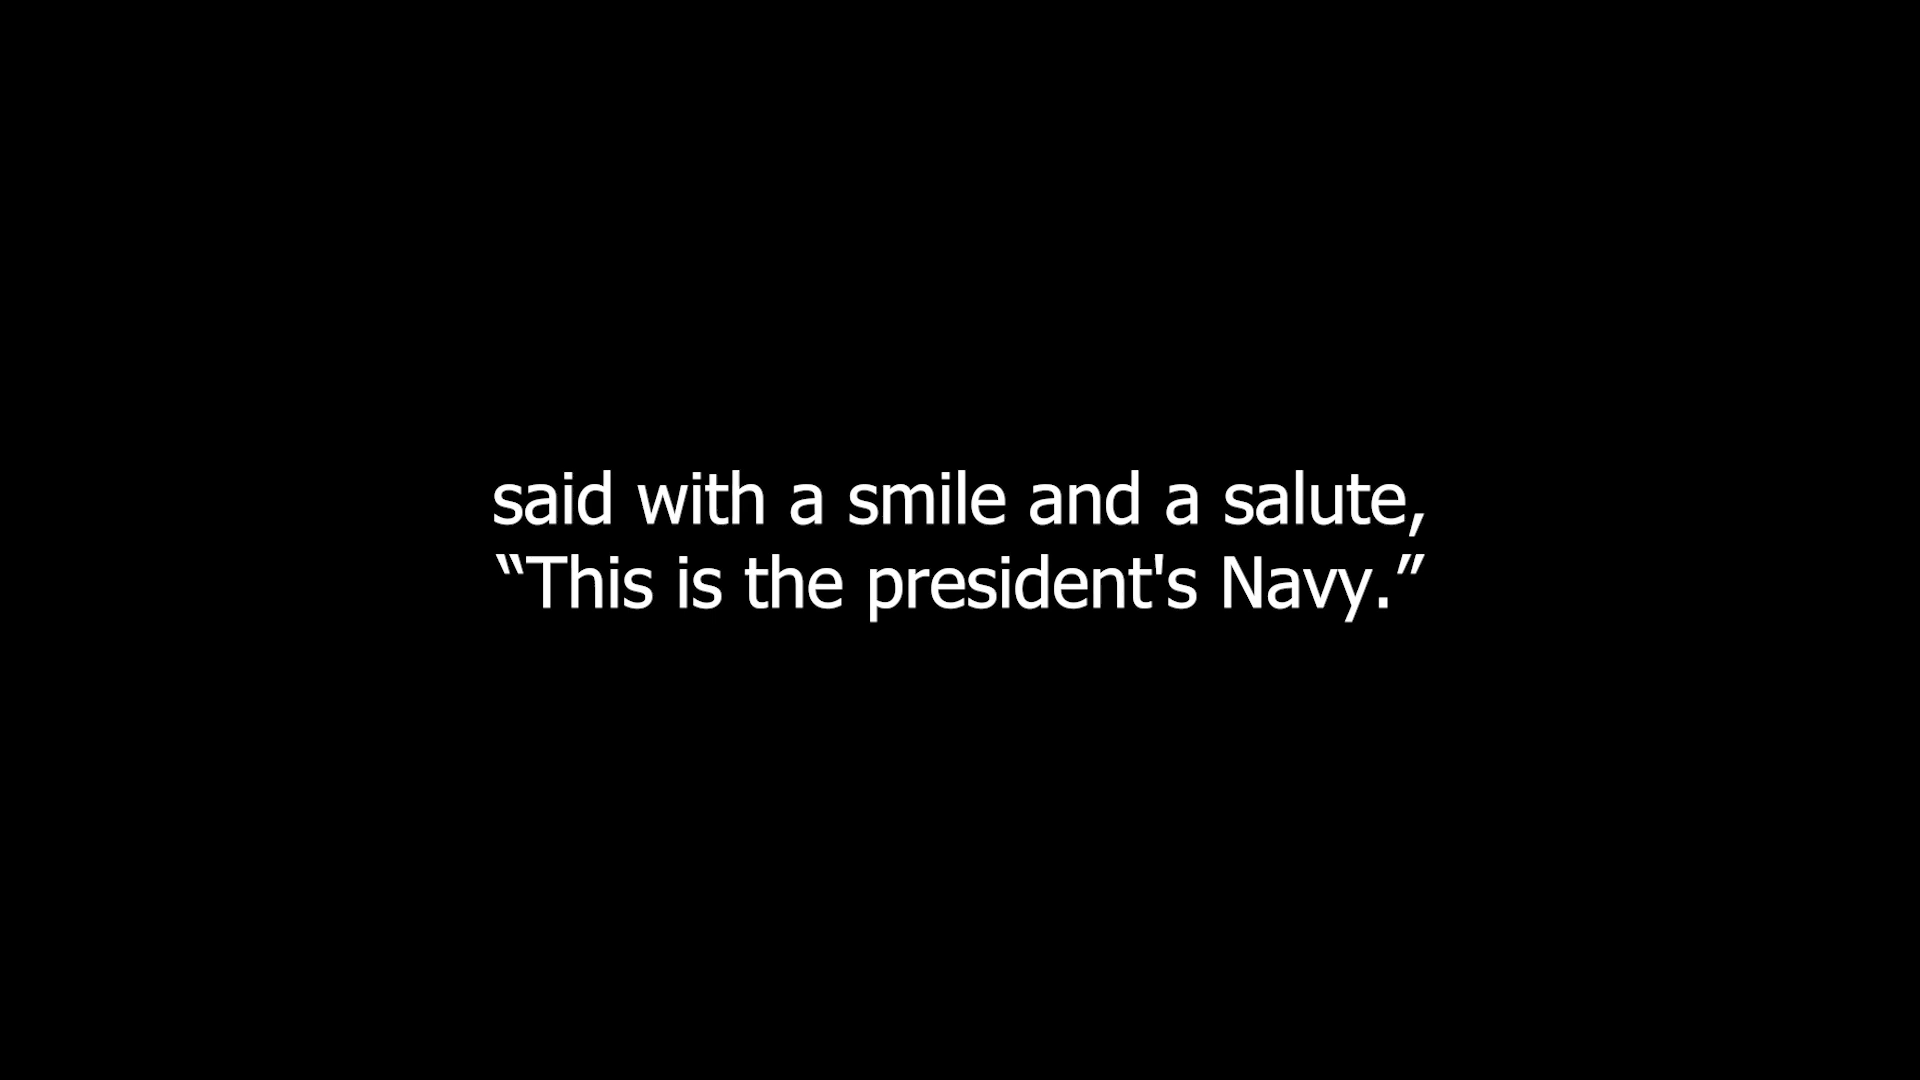 said with a smile and a salute,
“This is the president's Navy.”